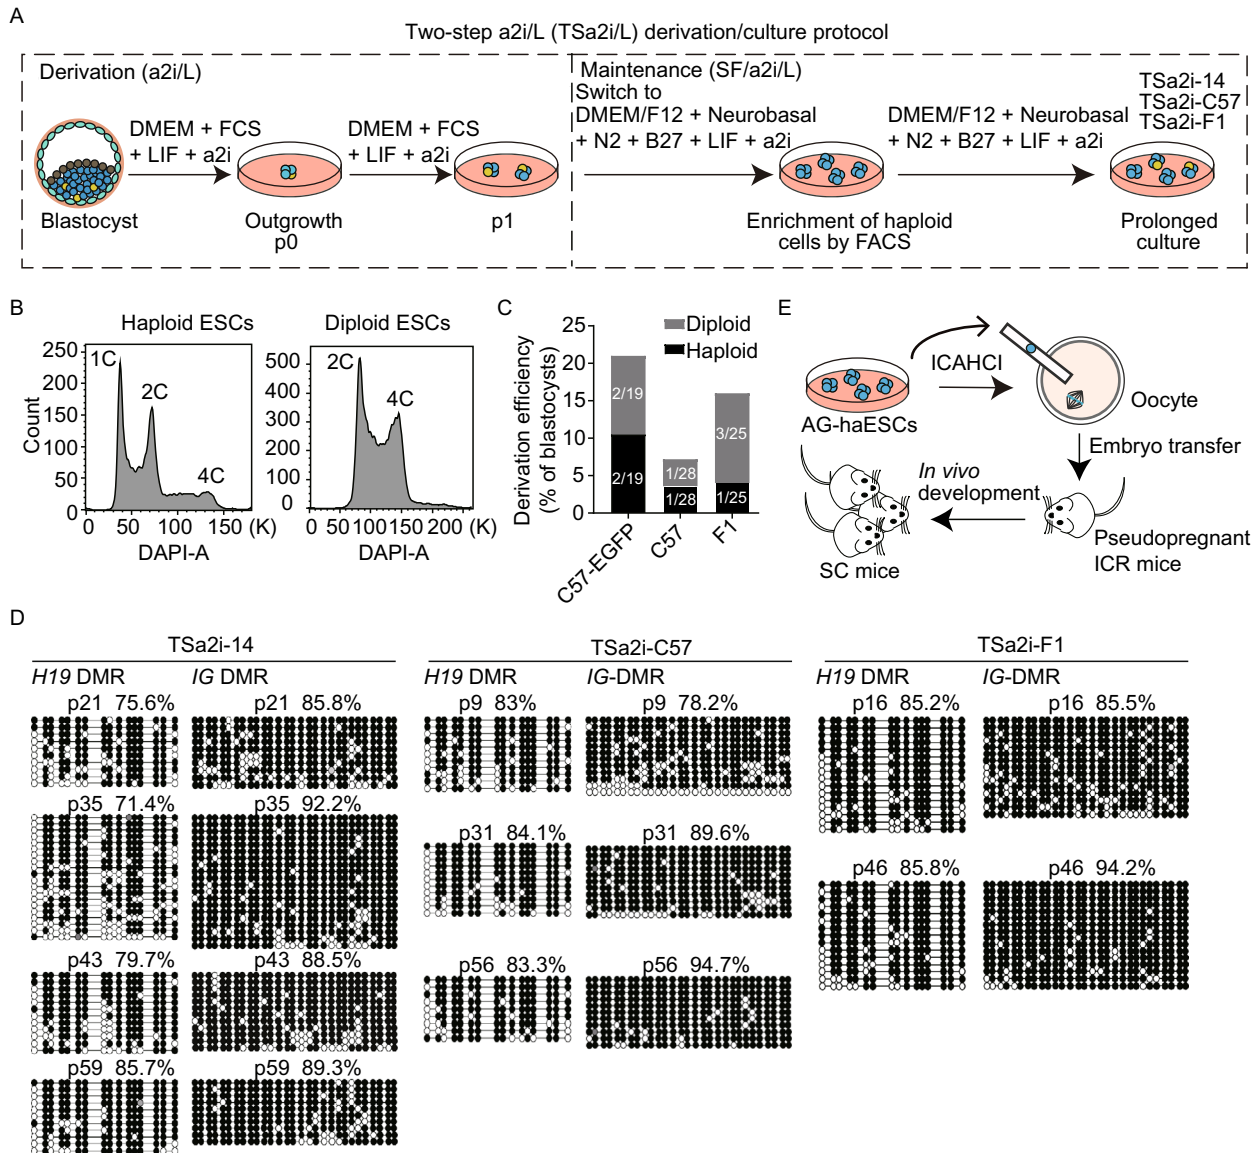 A
Two-step a2i/L (TSa2i/L) derivation/culture protocol
Derivation (a2i/L)
DMEM + FCS
+ LIF + a2i
DMEM + FCS
+ LIF + a2i
Blastocyst
Outgrowth
p0
p1
Maintenance (SF/a2i/L)
Switch to
DMEM/F12 + Neurobasal
+ N2 + B27 + LIF + a2i
DMEM/F12 + Neurobasal
+ N2 + B27 + LIF + a2i
TSa2i-14
TSa2i-C57
TSa2i-F1
Enrichment of haploid
cells by FACS
Prolonged
culture
B
Haploid ESCs
Count
250
200
150
100
50
0
1C
2C
4C
0 50 100 150 (K)
DAPI-A
Diploid ESCs
500
400
300
200
100
0
2C
4C
0 100 200 (K)
DAPI-A
C
Derivation efficiency
(% of blastocysts)
25
20
15
10
5
0
Diploid
Haploid
2/19
2/19
1/28
1/28
3/25
1/25
C57-EGFP
C57
F1
E
ICAHCI
AG-haESCs
Oocyte
Embryo transfer
In vivo
development
Pseudopregnant
ICR mice
SC mice
D
TSa2i-14
H19 DMR
IG DMR
p21 75.6%
p21 85.8%
p35 71.4%
p35 92.2%
p43 79.7%
p43 88.5%
p59 85.7%
p59 89.3%
TSa2i-C57
H19 DMR
IG-DMR
p9 83%
p9 78.2%
p31 84.1%
p31 89.6%
p56 83.3%
p56 94.7%
TSa2i-F1
H19 DMR
IG-DMR
p16 85.2%
p16 85.5%
p46 85.8%
p46 94.2%